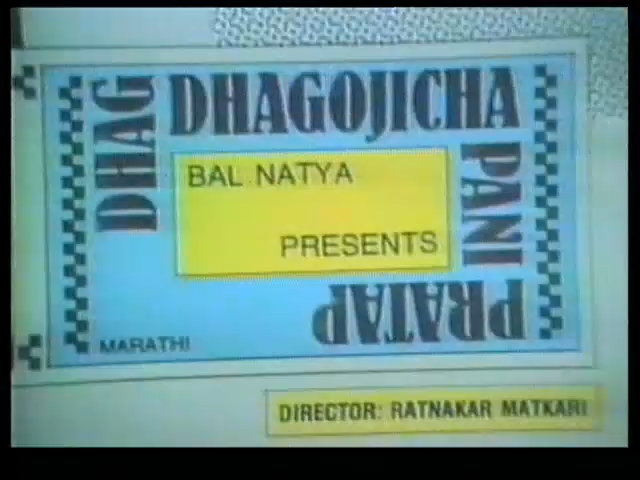 DHAG
DHAGOJICHA
PANI
PRATAP
BAL NATYA
PRESENTS
MARATHI
DIRECTOR: RATNAKAR MATKARI